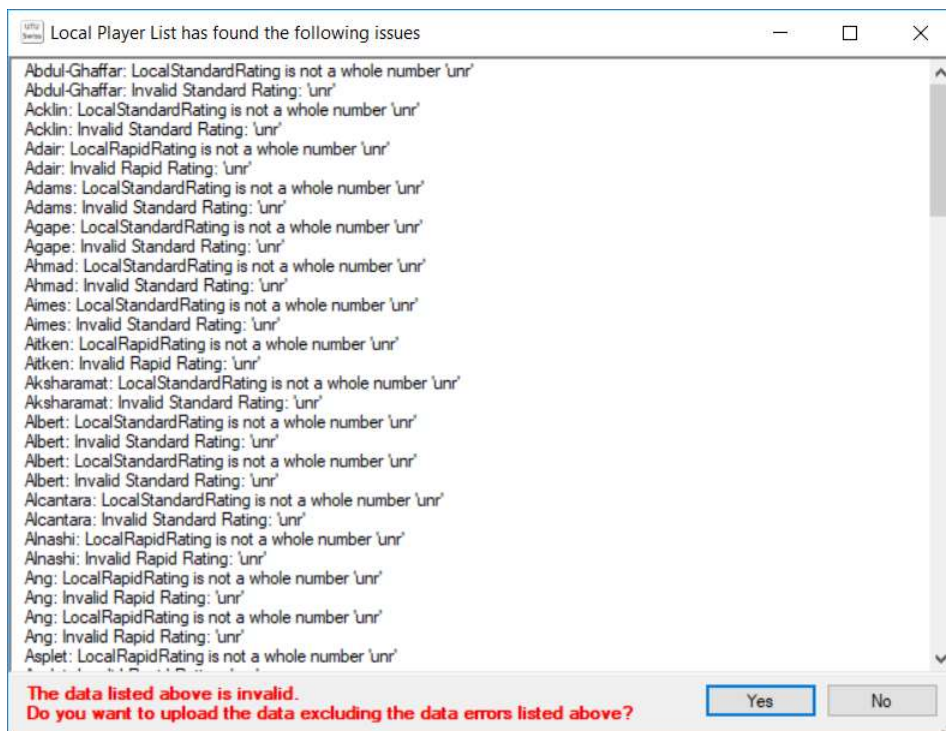 Local Player List has found the following issues
Abdul-Ghaffar: LocalStandardRating is not a whole number 'unr'
Abdul-Ghaffar: Invalid Standard Rating: 'unr'
Acklin: LocalStandardRating is not a whole number 'unr'
Acklin: Invalid Standard Rating: 'unr'
Adair: LocalRapidRating is not a whole number 'unr'
Adair: Invalid Rapid Rating: 'unr'
Adams: LocalStandardRating is not a whole number 'unr'
Adams: Invalid Standard Rating: 'unr'
Agape: LocalStandardRating is not a whole number 'unr'
Agape: Invalid Standard Rating: 'unr'
Ahmad: LocalStandardRating is not a whole number 'unr'
Ahmad: Invalid Standard Rating: 'unr'
Aimes: LocalStandardRating is not a whole number 'unr'
Aimes: Invalid Standard Rating: 'unr'
Aitken: LocalRapidRating is not a whole number 'unr'
Aitken: Invalid Rapid Rating: 'unr'
Aksharamat: LocalStandardRating is not a whole number 'unr'
Aksharamat: Invalid Standard Rating: 'unr'
Albert: LocalStandardRating is not a whole number 'unr'
Albert: Invalid Standard Rating: 'unr'
Albert: LocalStandardRating is not a whole number 'unr'
Albert: Invalid Standard Rating: 'unr'
Alcantara: LocalStandardRating is not a whole number 'unr'
Alcantara: Invalid Standard Rating: 'unr'
Alnashi: LocalRapidRating is not a whole number 'unr'
Alnashi: Invalid Rapid Rating: 'unr'
Ang: LocalRapidRating is not a whole number 'unr'
Ang: Invalid Rapid Rating: 'unr'
Ang: LocalRapidRating is not a whole number 'unr'
Ang: Invalid Rapid Rating: 'unr'
Asplet: LocalRapidRating is not a whole number 'unr'
The data listed above is invalid.
Do you want to upload the data excluding the data errors listed above?
Yes
No